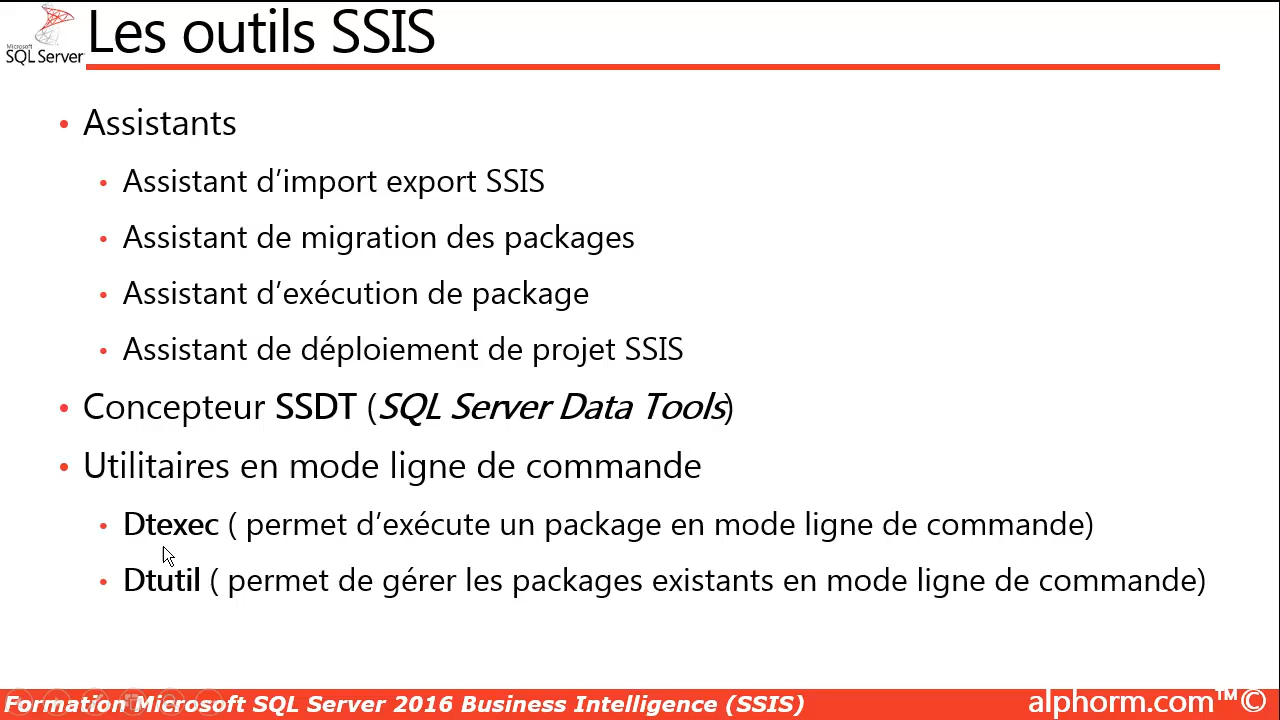 Microsoft
SQL Server
Les outils SSIS
• Assistants
• Assistant d’import export SSIS
• Assistant de migration des packages
• Assistant d’exécution de package
• Assistant de déploiement de projet SSIS
• Concepteur SSDT (SQL Server Data Tools)
• Utilitaires en mode ligne de commande
• Dtexec ( permet d’exécute un package en mode ligne de commande)
• Dtutil ( permet de gérer les packages existants en mode ligne de commande)
Formation Microsoft SQL Server 2016 Business Intelligence (SSIS)
alphorm.com™©